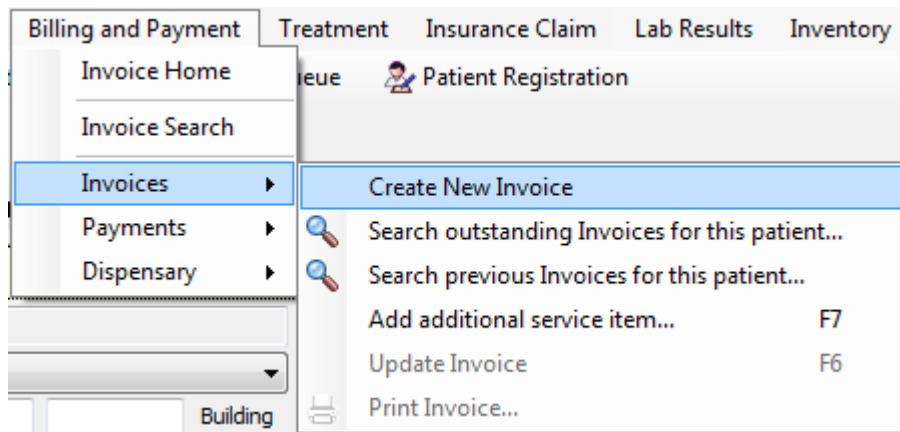 Billing and Payment Treatment Insurance Claim Lab Results Inventory
Invoice Home
Patient Registration
Invoice Search
Invoices
Create New Invoice
Payments
Search outstanding Invoices for this patient...
Dispensary
Search previous Invoices for this patient...
Add additional service item... F7
Update Invoice F6
Building
Print Invoice...